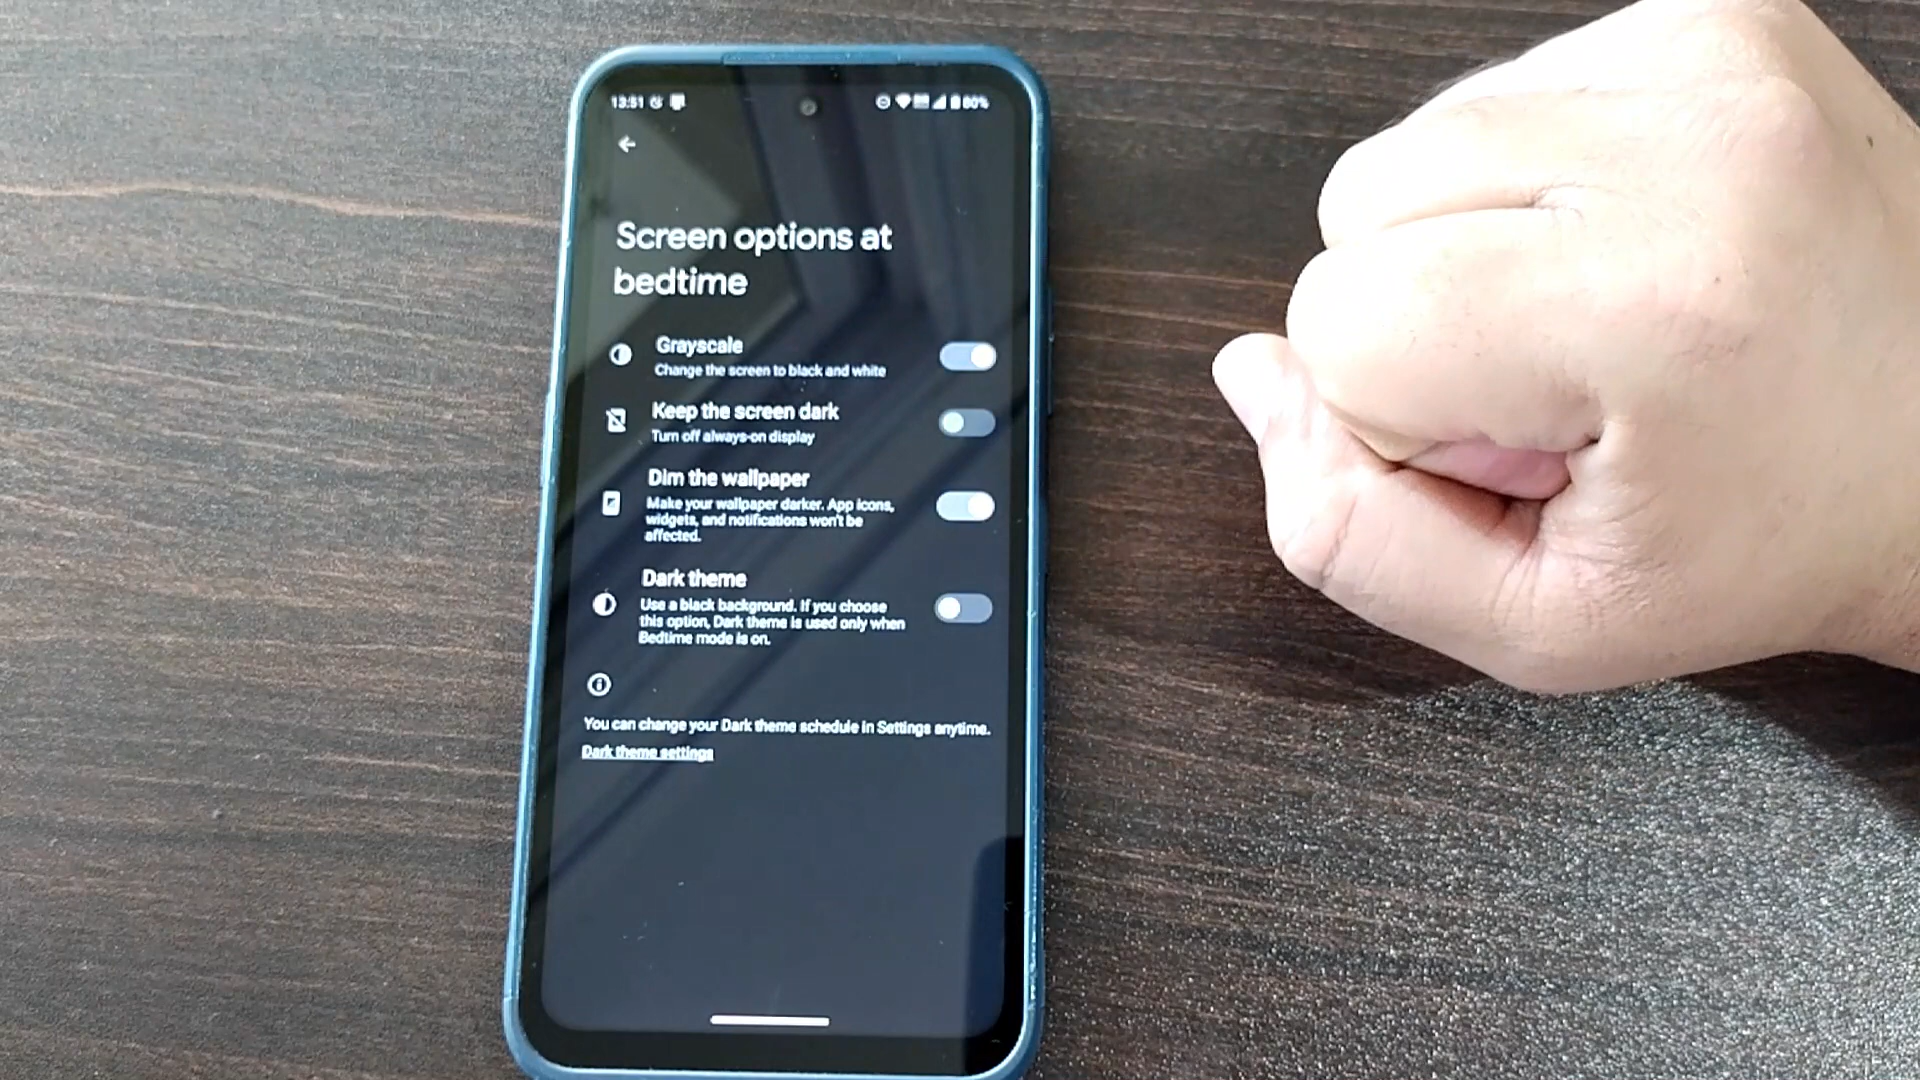 13:51 80%
Screen options at
bedtime
Grayscale
Change the screen to black and white
Keep the screen dark
Turn off always-on display
Dim the wallpaper
Make your wallpaper darker. App icons,
widgets, and notifications won't be
affected.
Dark theme
Use a black background. If you choose
this option, Dark theme is used only when
Bedtime mode is on.
You can change your Dark theme schedule in Settings anytime.
Dark theme settings